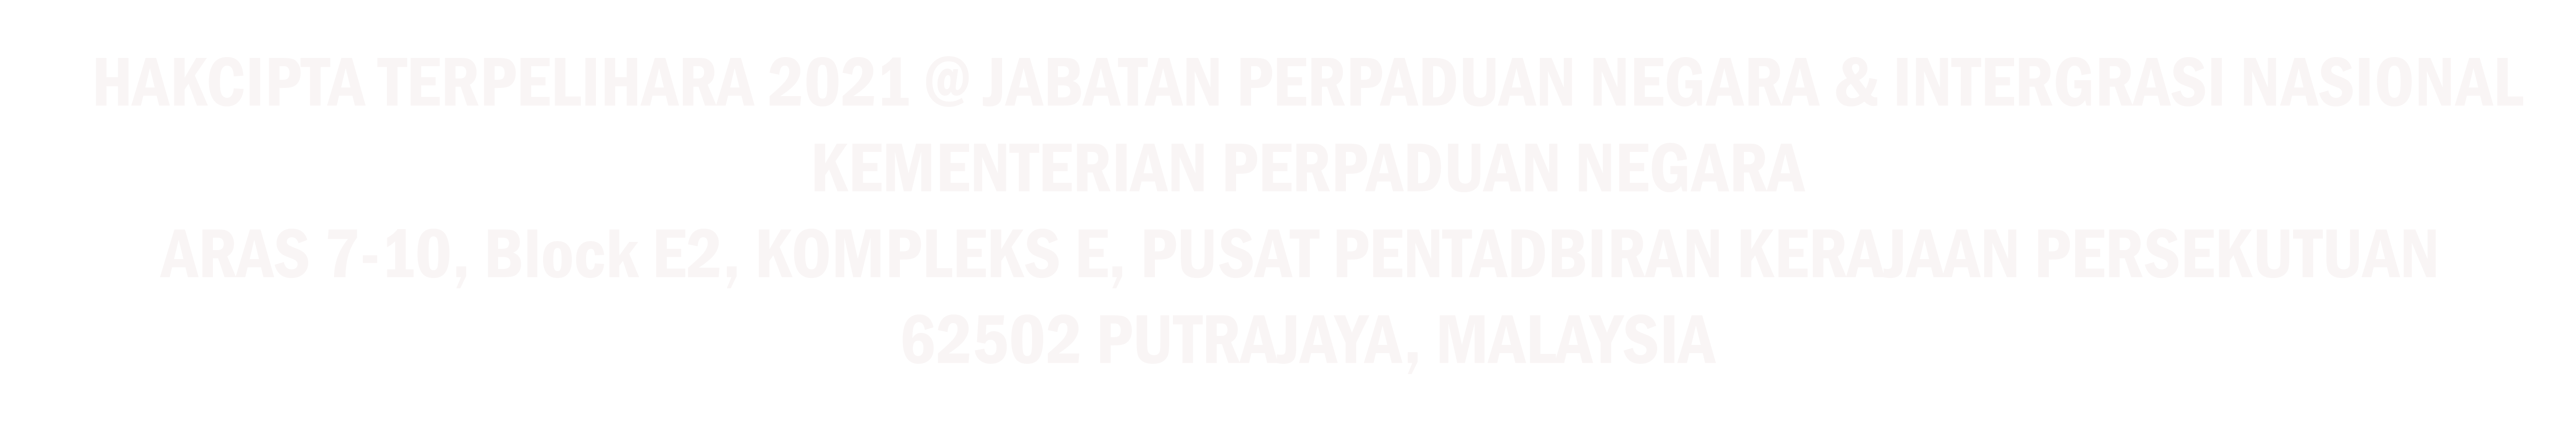 HAKCIPTA TERPELIHARA 2021 @ JABATAN PERPADUAN NEGARA & INTERGRASI NASIONAL
KEMENTERIAN PERPADUAN NEGARA
ARAS 7-10, Block E2, KOMPLEKS E, PUSAT PENTADBIRAN KERAJAAN PERSEKUTUAN
62502 PUTRAJAYA, MALAYSIA